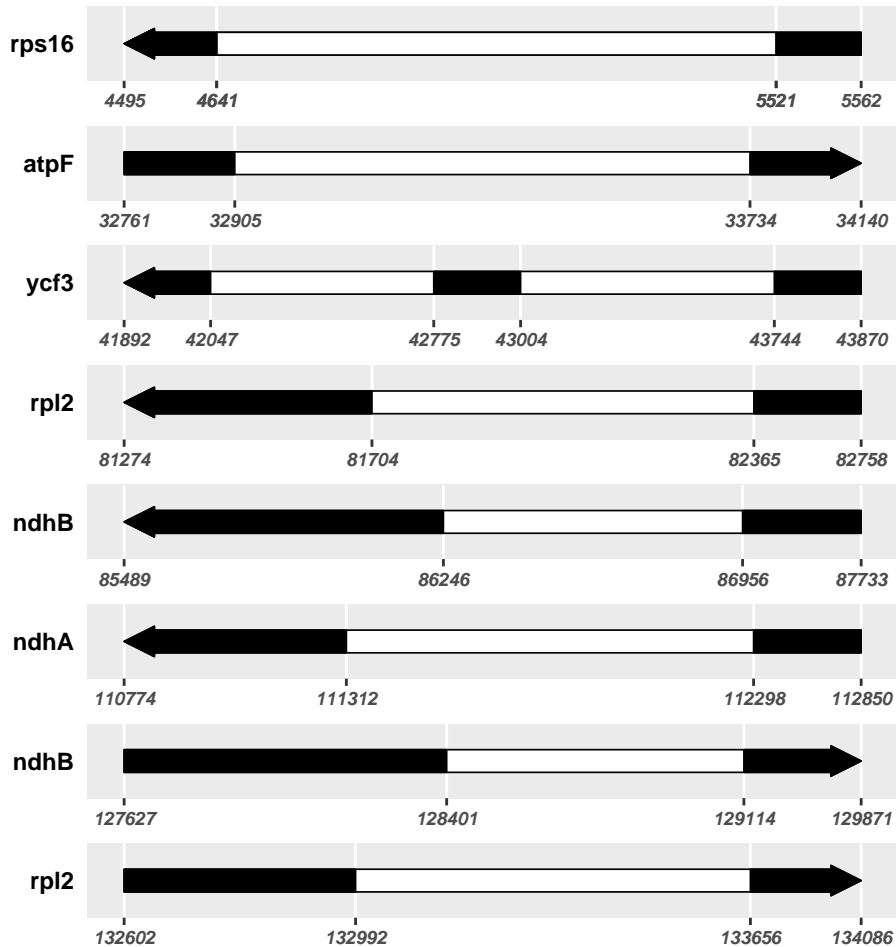 rps16
4495 4641 5521 5562
atpF
32761 32905 33734 34140
ycf3
41892 42047 42775 43004 43744 43870
rpl2
81274 81704 82365 82758
ndhB
85489 86246 86956 87733
ndhA
110774 111312 112298 112850
ndhB
127627 128401 129114 129871
rpl2
132602 132992 133656 134086